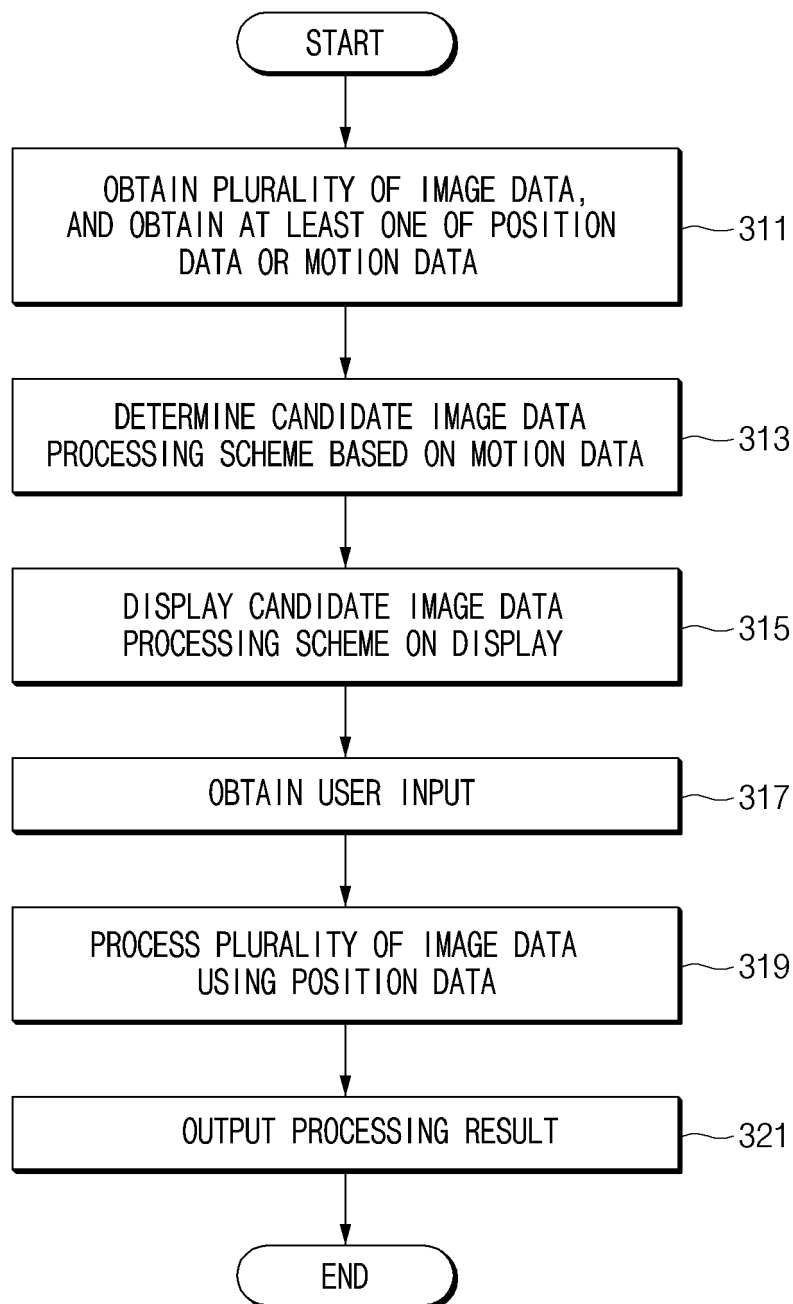 START
OBTAIN PLURALITY OF IMAGE DATA,
AND OBTAIN AT LEAST ONE OF POSITION
DATA OR MOTION DATA
311
DETERMINE CANDIDATE IMAGE DATA
PROCESSING SCHEME BASED ON MOTION DATA
313
DISPLAY CANDIDATE IMAGE DATA
PROCESSING SCHEME ON DISPLAY
315
OBTAIN USER INPUT
317
PROCESS PLURALITY OF IMAGE DATA
USING POSITION DATA
319
OUTPUT PROCESSING RESULT
321
END